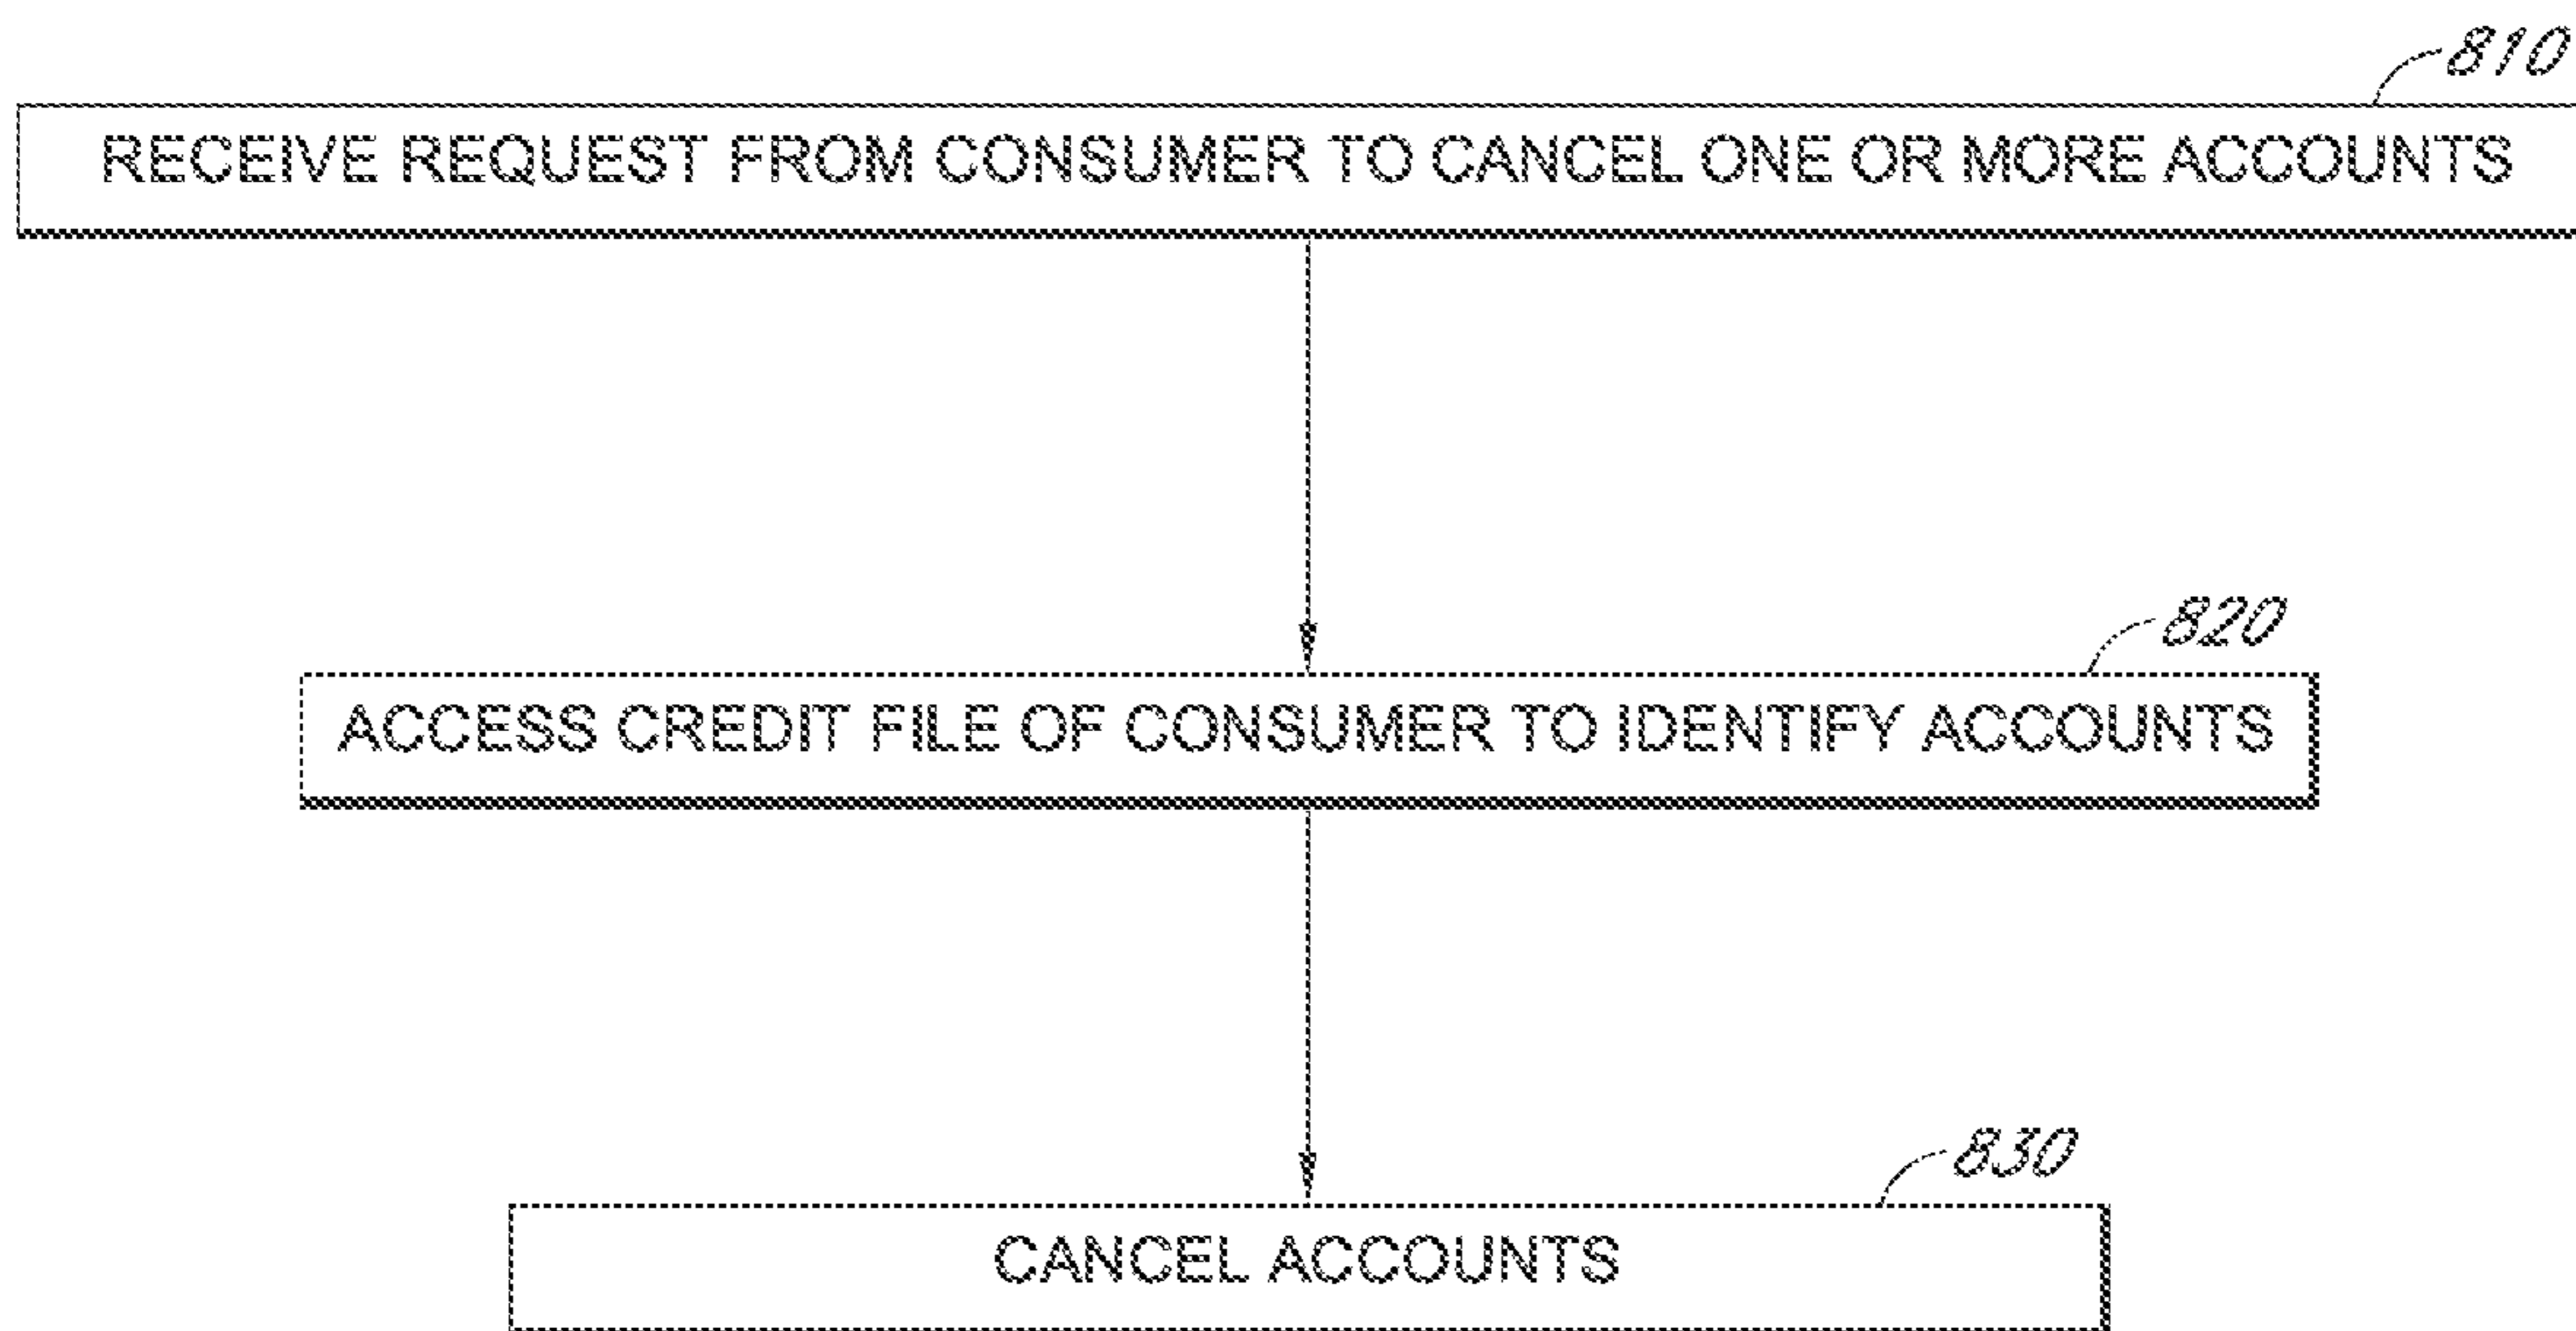 810
RECEIVE REQUEST FROM CONSUMER TO CANCEL ONE OR MORE ACCOUNTS
820
ACCESS CREDIT FILE OF CONSUMER TO IDENTIFY ACCOUNTS
830
CANCEL ACCOUNTS